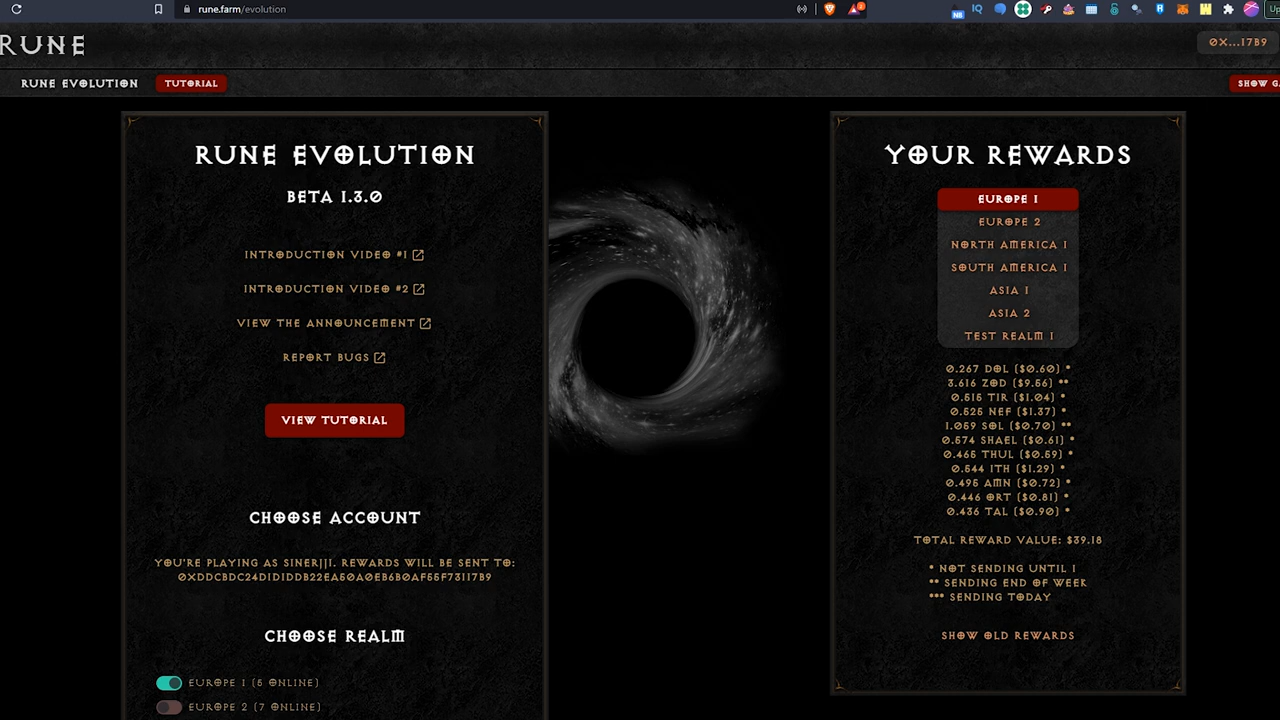 rune.farm/evolution
RUNE
0X...17B9
RUNE EVOLUTION
TUTORIAL
RUNE EVOLUTION
BETA 1.3.0
INTRODUCTION VIDEO #1
INTRODUCTION VIDEO #2
VIEW THE ANNOUNCEMENT
REPORT BUGS
VIEW TUTORIAL
CHOOSE ACCOUNT
YOU'RE PLAYING AS SINER||1. REWARDS WILL BE SENT TO:
CHOOSE REALM
EUROPE 1 (5 ONLINE)
EUROPE 2 (7 ONLINE)
SHOW
YOUR REWARDS
EUROPE 1
EUROPE 2
NORTH AMERICA 1
SOUTH AMERICA 1
ASIA 1
ASIA 2
TEST REALM 1
0.267 DOL ($0.60) *
3.616 ZOD ($9.56) **
0.515 TIR ($1.04) *
0.525 NEF ($1.37) *
1.059 SOL ($0.70) **
0.574 SHAEL ($0.61) *
0.465 THUL ($0.59) *
0.544 ITH ($1.29) *
0.495 AMN ($0.72) *
0.446 ORT ($0.81) *
0.436 TAL ($0.90) *
TOTAL REWARD VALUE: $39.18
* NOT SENDING UNTIL 1
** SENDING END OF WEEK
*** SENDING TODAY
SHOW OLD REWARDS